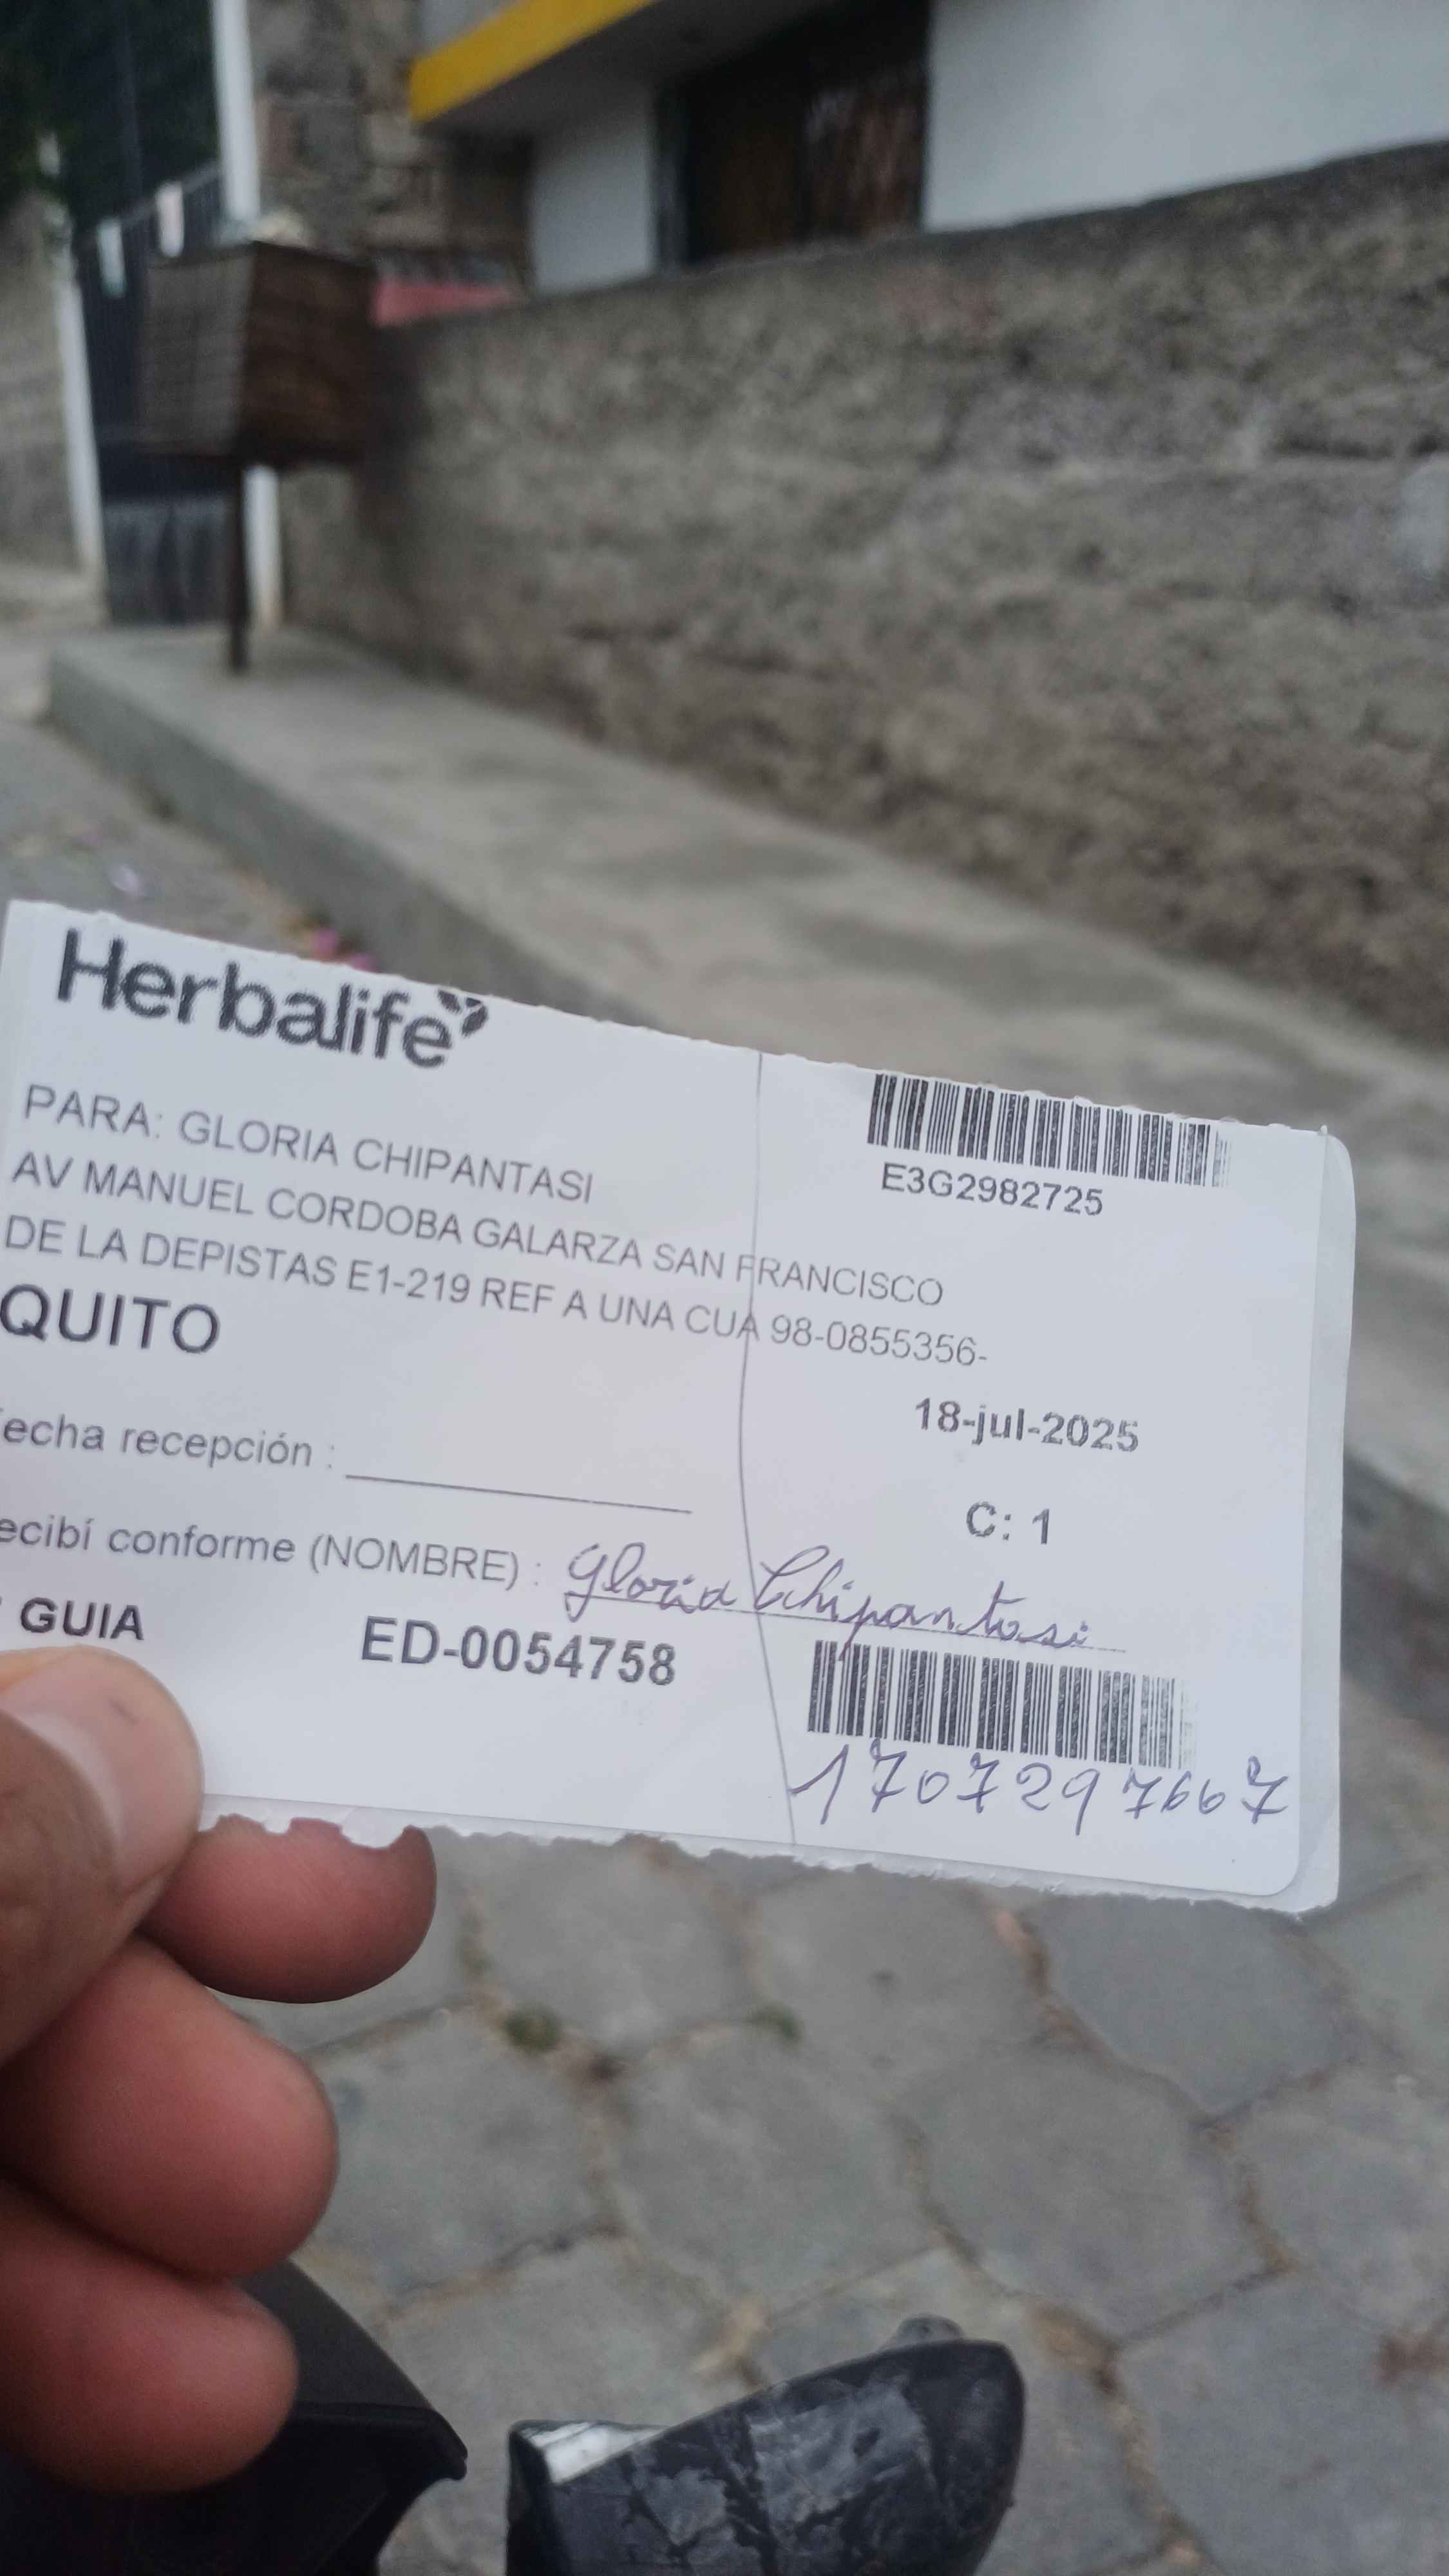 Herbalife
E3G2982725
PARA: GLORIA CHIPANTASI
AV MANUEL CORDOBA GALARZA SAN FRANCISCO
DE LA DEPISTAS E1-219 REF A UNA CUA 98-0855356-
QUITO
18-jul-2025
echa recepción :
C: 1
ecibí conforme (NOMBRE) : Gloria Chipantasi
GUIA ED-0054758
1707297667